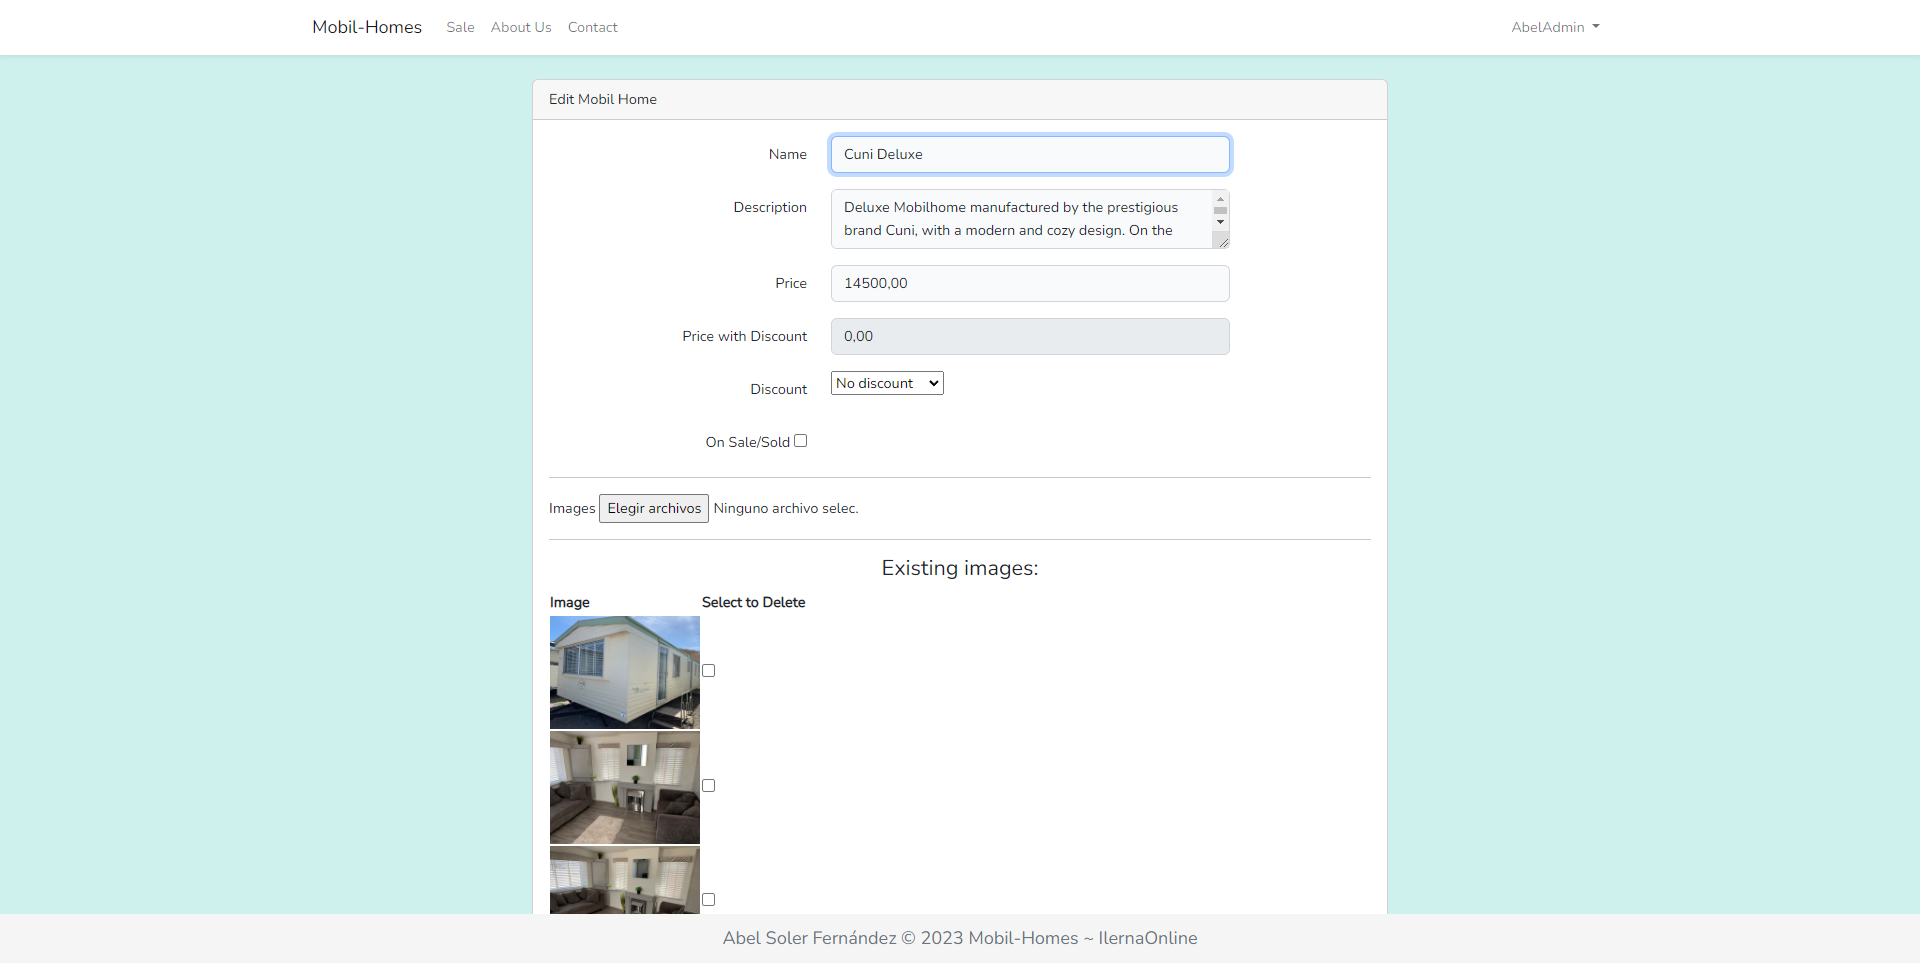 Mobil-Homes Sale About Us Contact AbelAdmin
Edit Mobil Home
Name Cuni Deluxe
Description Deluxe Mobilhome manufactured by the prestigious
brand Cuni, with a modern and cozy design. On the
Price 14500,00
Price with Discount 0,00
Discount No discount
On Sale/Sold
Images Elegir archivos Ninguno archivo selec.
Existing images:
Image Select to Delete
Abel Soler Fernández © 2023 Mobil-Homes ~ IlernaOnline